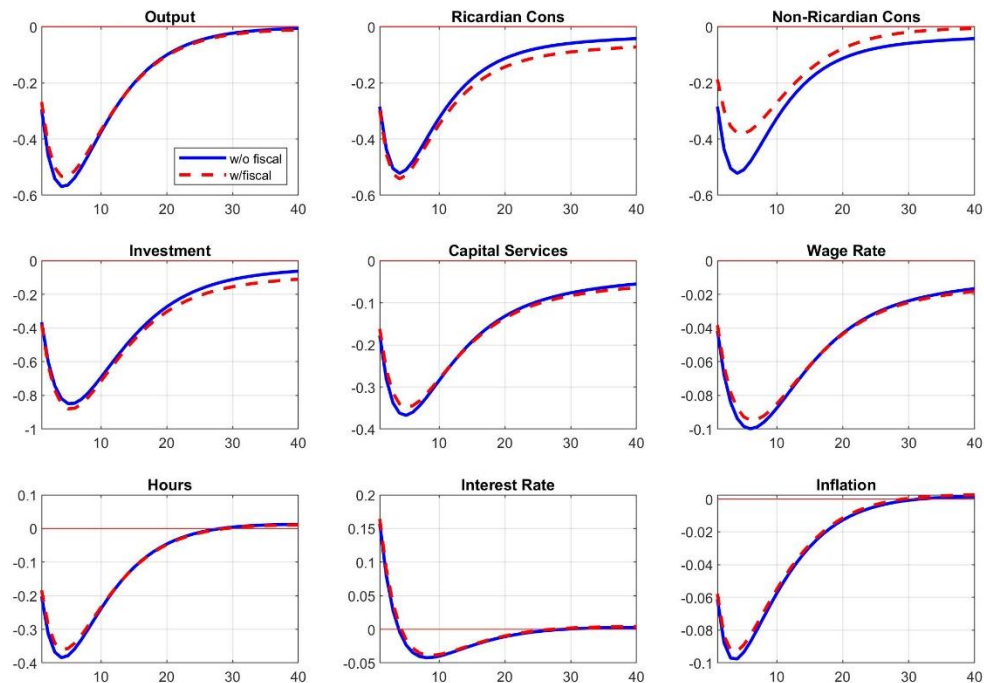 Output
0
-0.2
-0.4
-0.6
10 20 30 40
w/o fiscal
w/fiscal
Ricardian Cons
0
-0.2
-0.4
-0.6
10 20 30 40
Non-Ricardian Cons
0
-0.2
-0.4
-0.6
10 20 30 40
Investment
0
-0.2
-0.4
-0.6
-0.8
-1
10 20 30 40
Capital Services
0
-0.1
-0.2
-0.3
-0.4
10 20 30 40
Wage Rate
0
-0.02
-0.04
-0.06
-0.08
-0.1
10 20 30 40
Hours
0.1
0
-0.1
-0.2
-0.3
-0.4
10 20 30 40
Interest Rate
0.2
0.15
0.1
0.05
0
-0.05
10 20 30 40
Inflation
0
-0.02
-0.04
-0.06
-0.08
-0.1
10 20 30 40